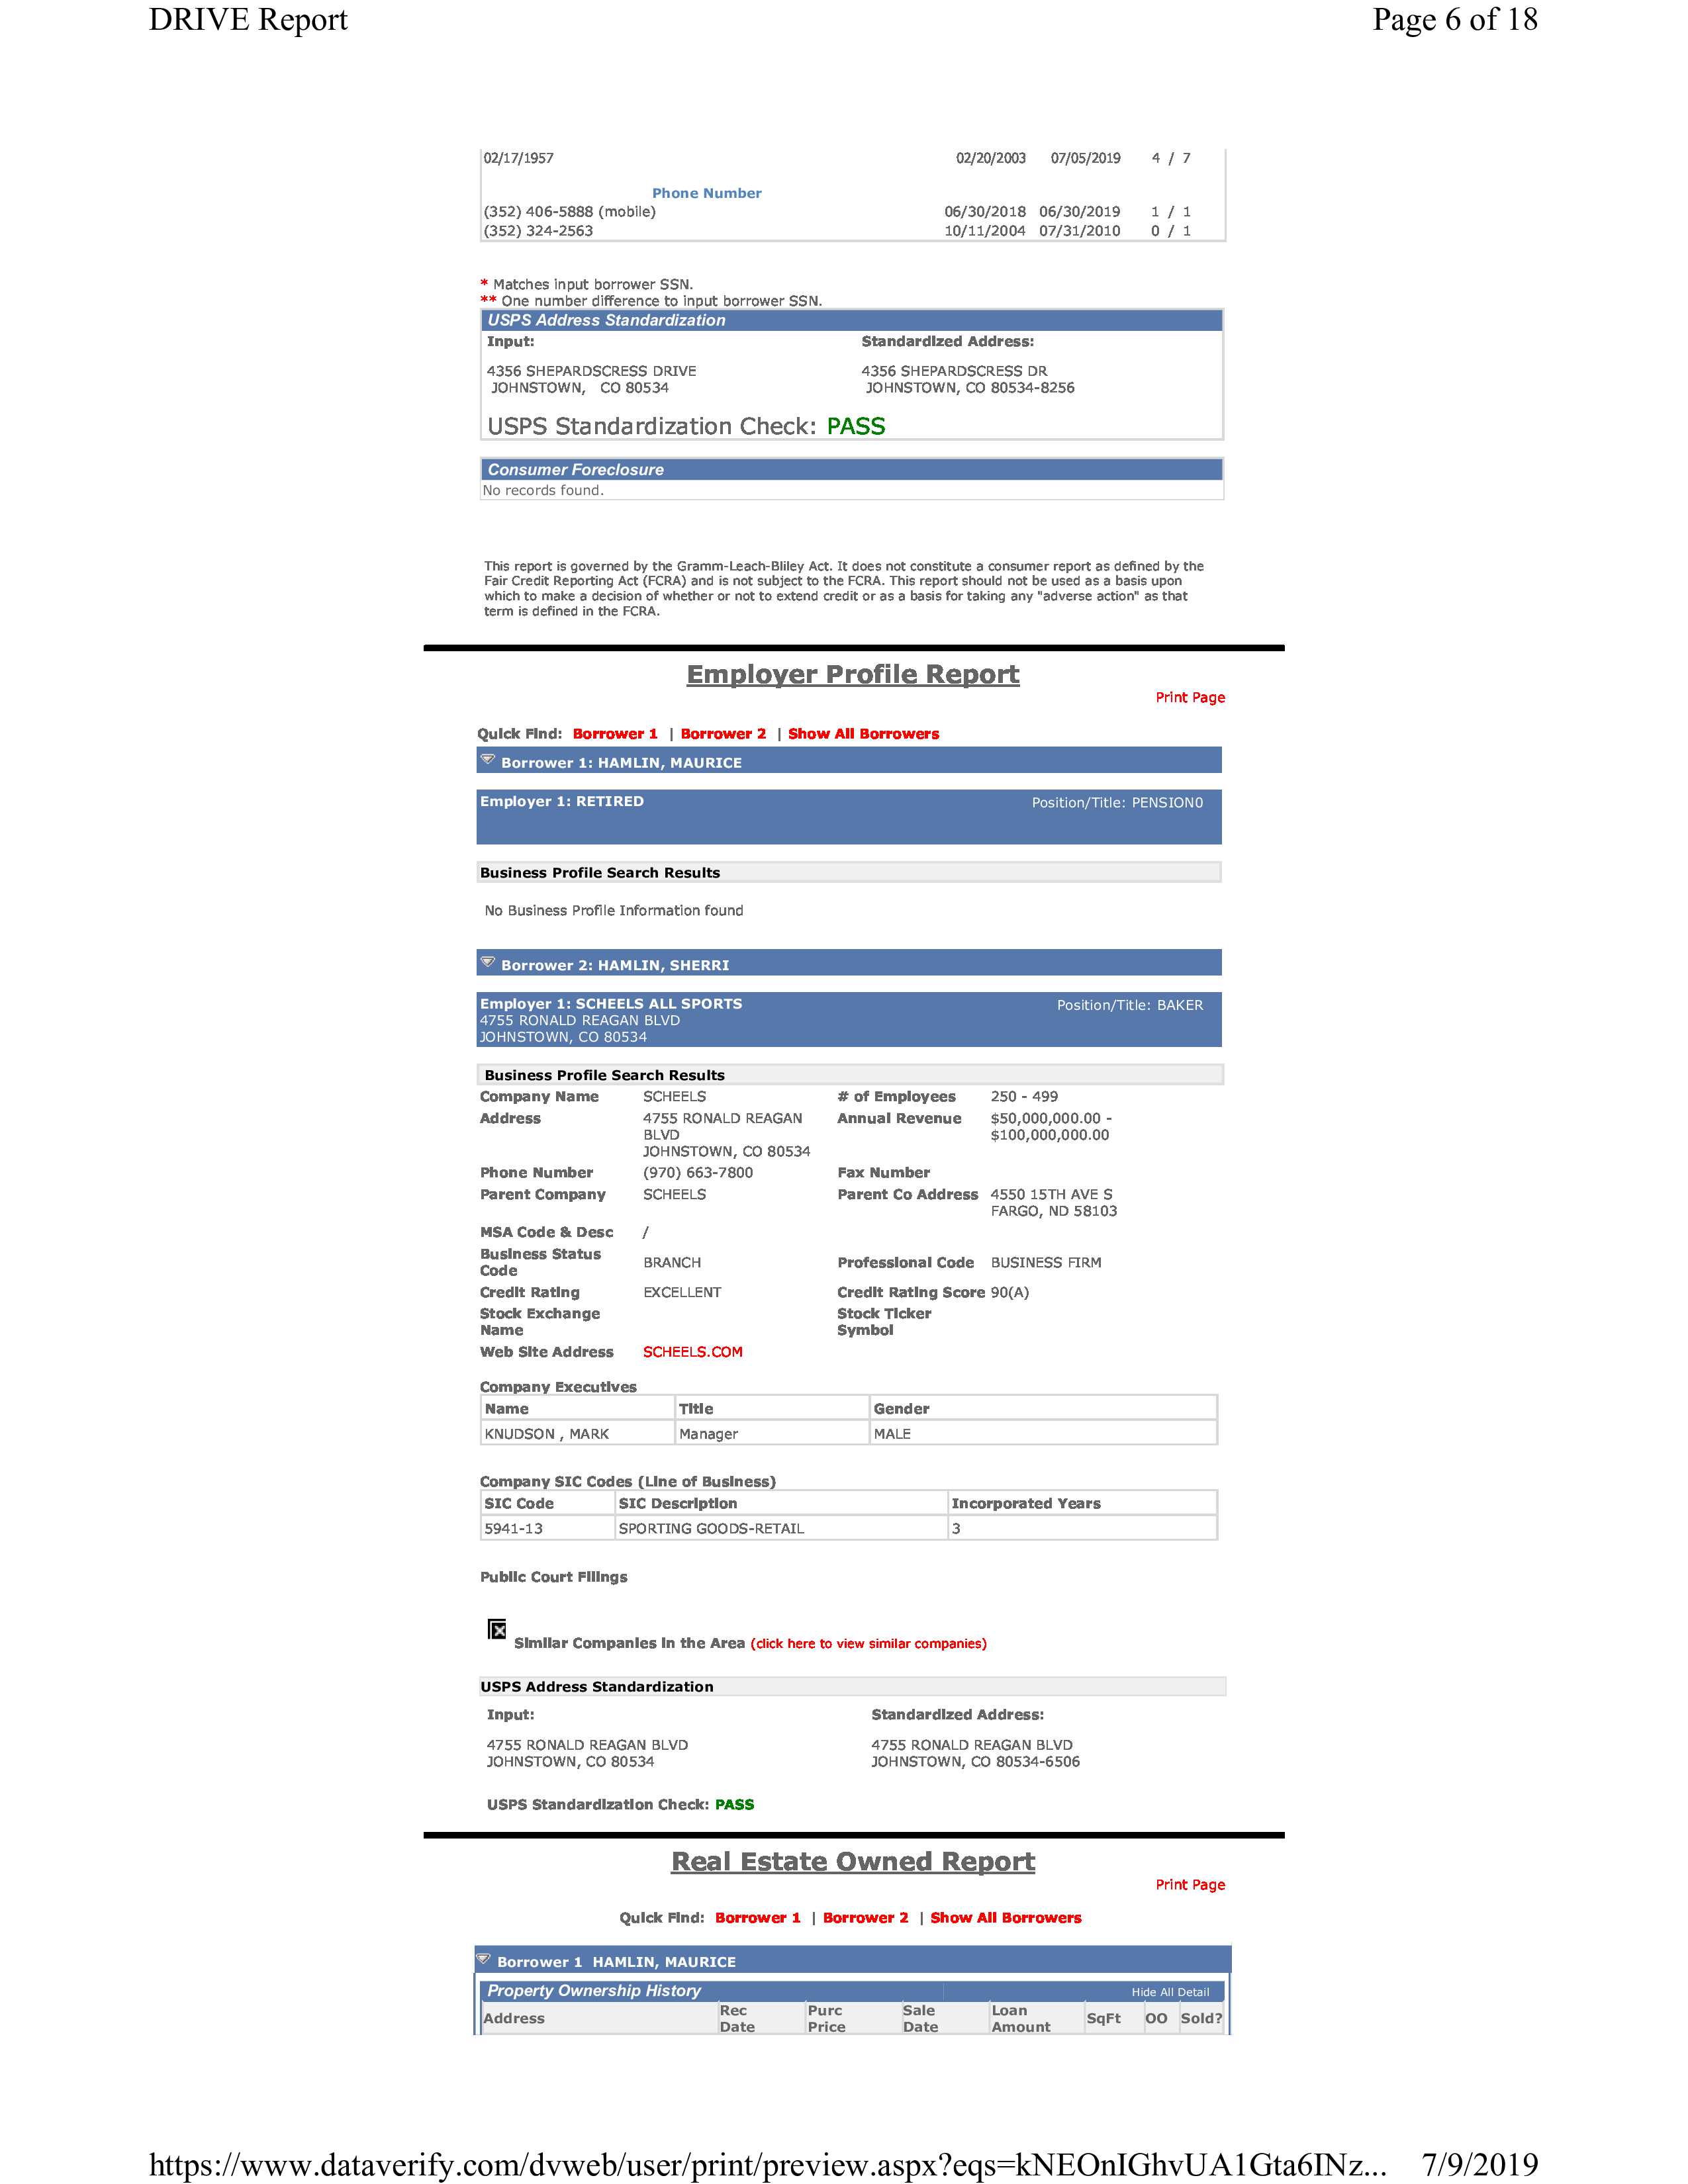 DRIVE Report Page 6 of 18
02/17/1957 02/20/2003 07/05/2019 4 / 7
Phone Number
(352) 406-5888 (mobile) 06/30/2018 06/30/2019 1 / 1
(352) 324-2563 10/11/2004 07/31/2010 0 / 1
* Matches input borrower SSN.
** One number difference to input borrower SSN.
USPS Address Standardization
Input: Standardized Address:
4356 SHEPARDSCRESS DRIVE 4356 SHEPARDSCRESS DR
JOHNSTOWN, CO 80534 JOHNSTOWN, CO 80534-8256
USPS Standardization Check: PASS
Consumer Foreclosure
No records found.
This report is governed by the Gramm-Leach-Bliley Act. It does not constitute a consumer report as defined by the
Fair Credit Reporting Act (FCRA) and is not subject to the FCRA. This report should not be used as a basis upon
which to make a decision of whether or not to extend credit or as a basis for taking any "adverse action" as that
term is defined in the FCRA.
Employer Profile Report
Print Page
Quick Find: Borrower 1 | Borrower 2 | Show All Borrowers
Borrower 1: HAMLIN, MAURICE
Employer 1: RETIRED Position/Title: PENSION0
Business Profile Search Results
No Business Profile Information found
Borrower 2: HAMLIN, SHERRI
Employer 1: SCHEELS ALL SPORTS Position/Title: BAKER
4755 RONALD REAGAN BLVD
JOHNSTOWN, CO 80534
Business Profile Search Results
Company Name SCHEELS # of Employees 250 - 499
Address 4755 RONALD REAGAN Annual Revenue $50,000,000.00 -
BLVD $100,000,000.00
JOHNSTOWN, CO 80534
Phone Number (970) 663-7800 Fax Number
Parent Company SCHEELS Parent Co Address 4550 15TH AVE S
FARGO, ND 58103
MSA Code & Desc /
Business Status
Code BRANCH Professional Code BUSINESS FIRM
Credit Rating EXCELLENT Credit Rating Score 90(A)
Stock Exchange Stock Ticker
Name Symbol
Web Site Address SCHEELS.COM
Company Executives
Name Title Gender
KNUDSON , MARK Manager MALE
Company SIC Codes (Line of Business)
SIC Code SIC Description Incorporated Years
5941-13 SPORTING GOODS-RETAIL 3
Public Court Filings
Similar Companies in the Area (click here to view similar companies)
USPS Address Standardization
Input: Standardized Address:
4755 RONALD REAGAN BLVD 4755 RONALD REAGAN BLVD
JOHNSTOWN, CO 80534 JOHNSTOWN, CO 80534-6506
USPS Standardization Check: PASS
Real Estate Owned Report
Print Page
Quick Find: Borrower 1 | Borrower 2 | Show All Borrowers
Borrower 1 HAMLIN, MAURICE
Property Ownership History Hide All Detail
Address Rec Purc Sale Loan SqFt OO Sold?
Date Price Date Amount
https://www.dataverify.com/dvweb/user/print/preview.aspx?eqs=kNEOnIGhvUA1Gta6INz... 7/9/2019